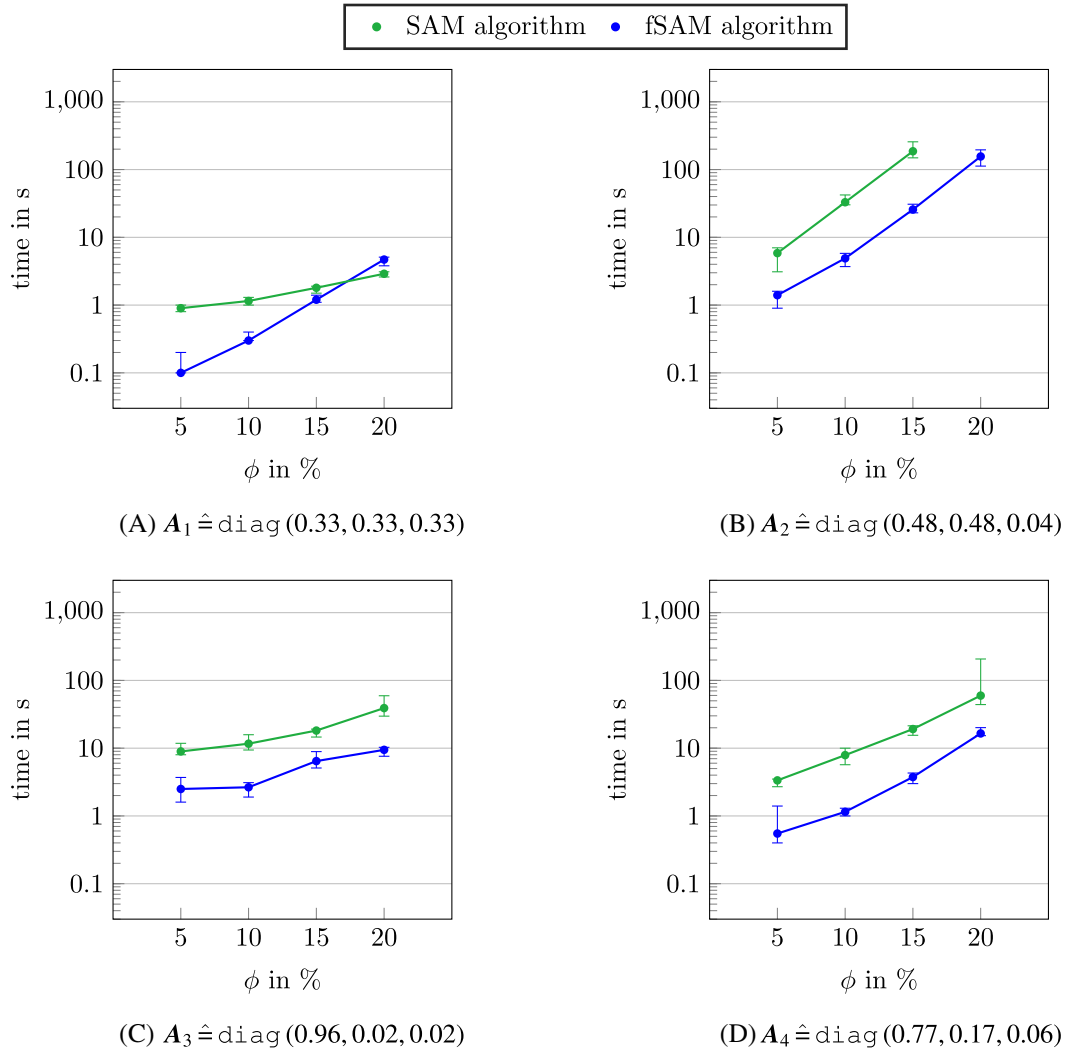 SAM algorithm fSAM algorithm
1,000
100
10
1
0.1
time in s
5 10 15 20
ϕ in %
(A) A₁ ≙ diag (0.33, 0.33, 0.33)
1,000
100
10
1
0.1
time in s
5 10 15 20
ϕ in %
(B) A₂ ≙ diag (0.48, 0.48, 0.04)
1,000
100
10
1
0.1
time in s
5 10 15 20
ϕ in %
(C) A₃ ≙ diag (0.96, 0.02, 0.02)
1,000
100
10
1
0.1
time in s
5 10 15 20
ϕ in %
(D) A₄ ≙ diag (0.77, 0.17, 0.06)